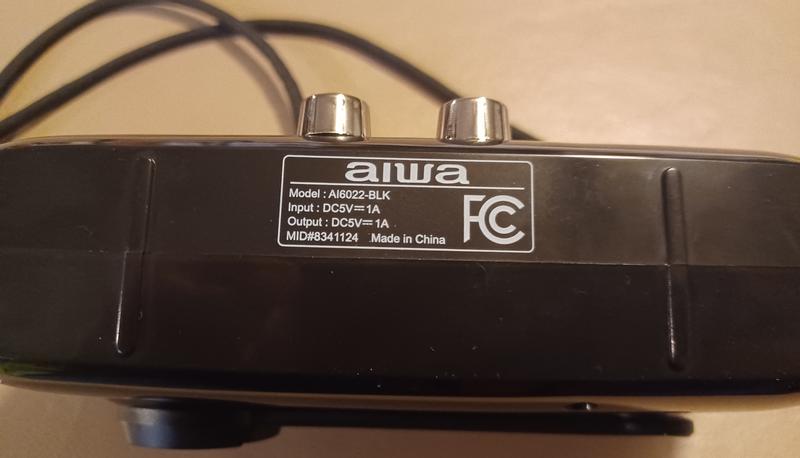 aiwa
Model : AI6022-BLK
Input : DC5V⎓1A
Output : DC5V⎓1A
MID#8341124 Made in China
FC